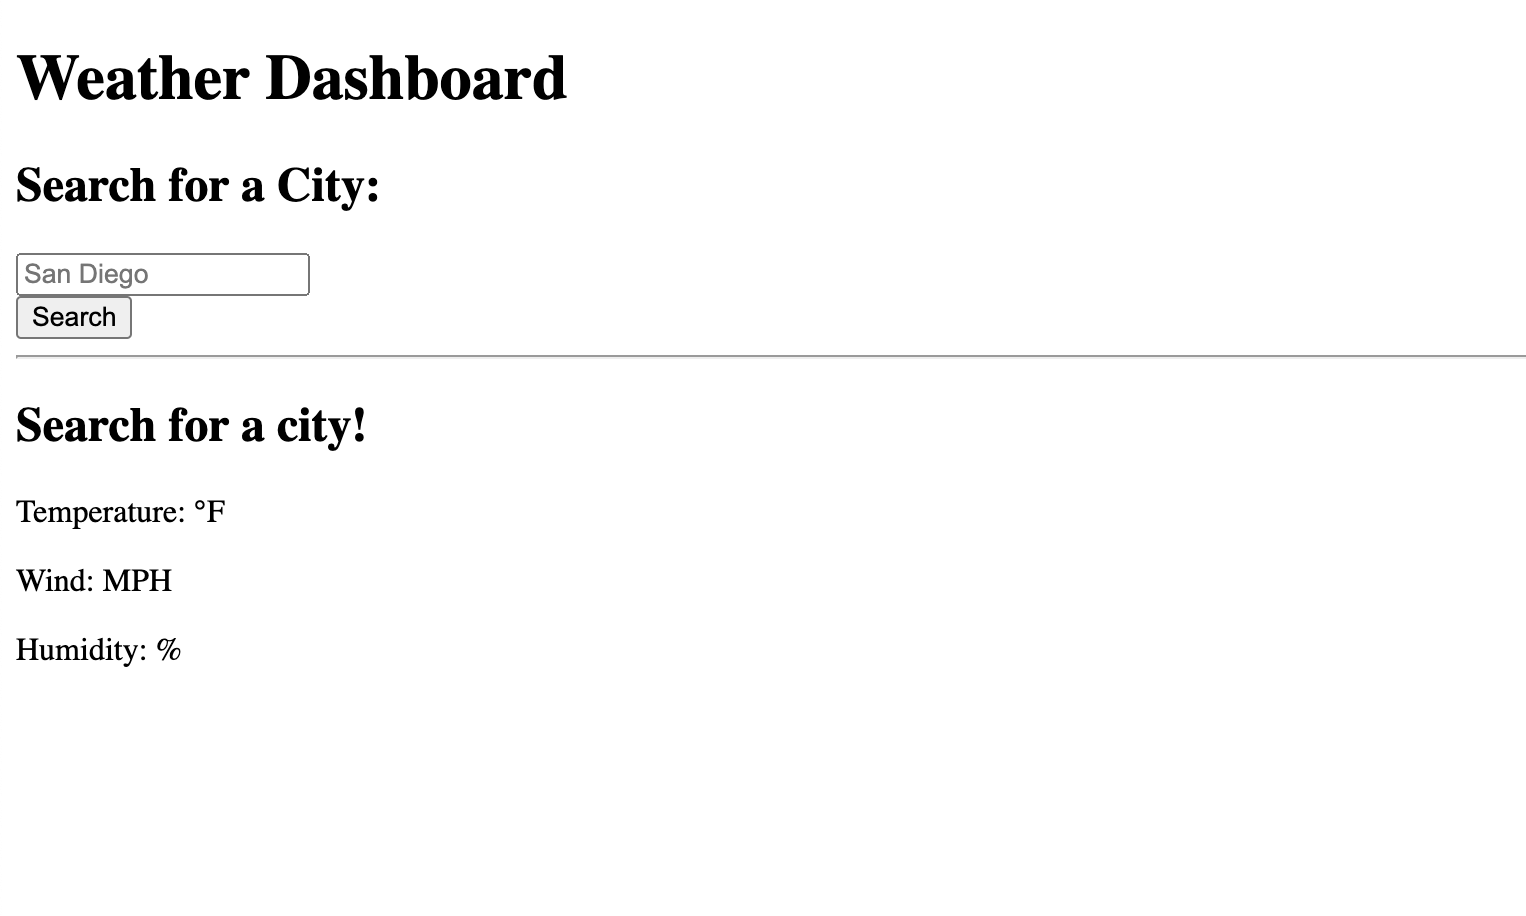 Weather Dashboard
Search for a City:
San Diego
Search
Search for a city!
Temperature: °F
Wind: MPH
Humidity: %